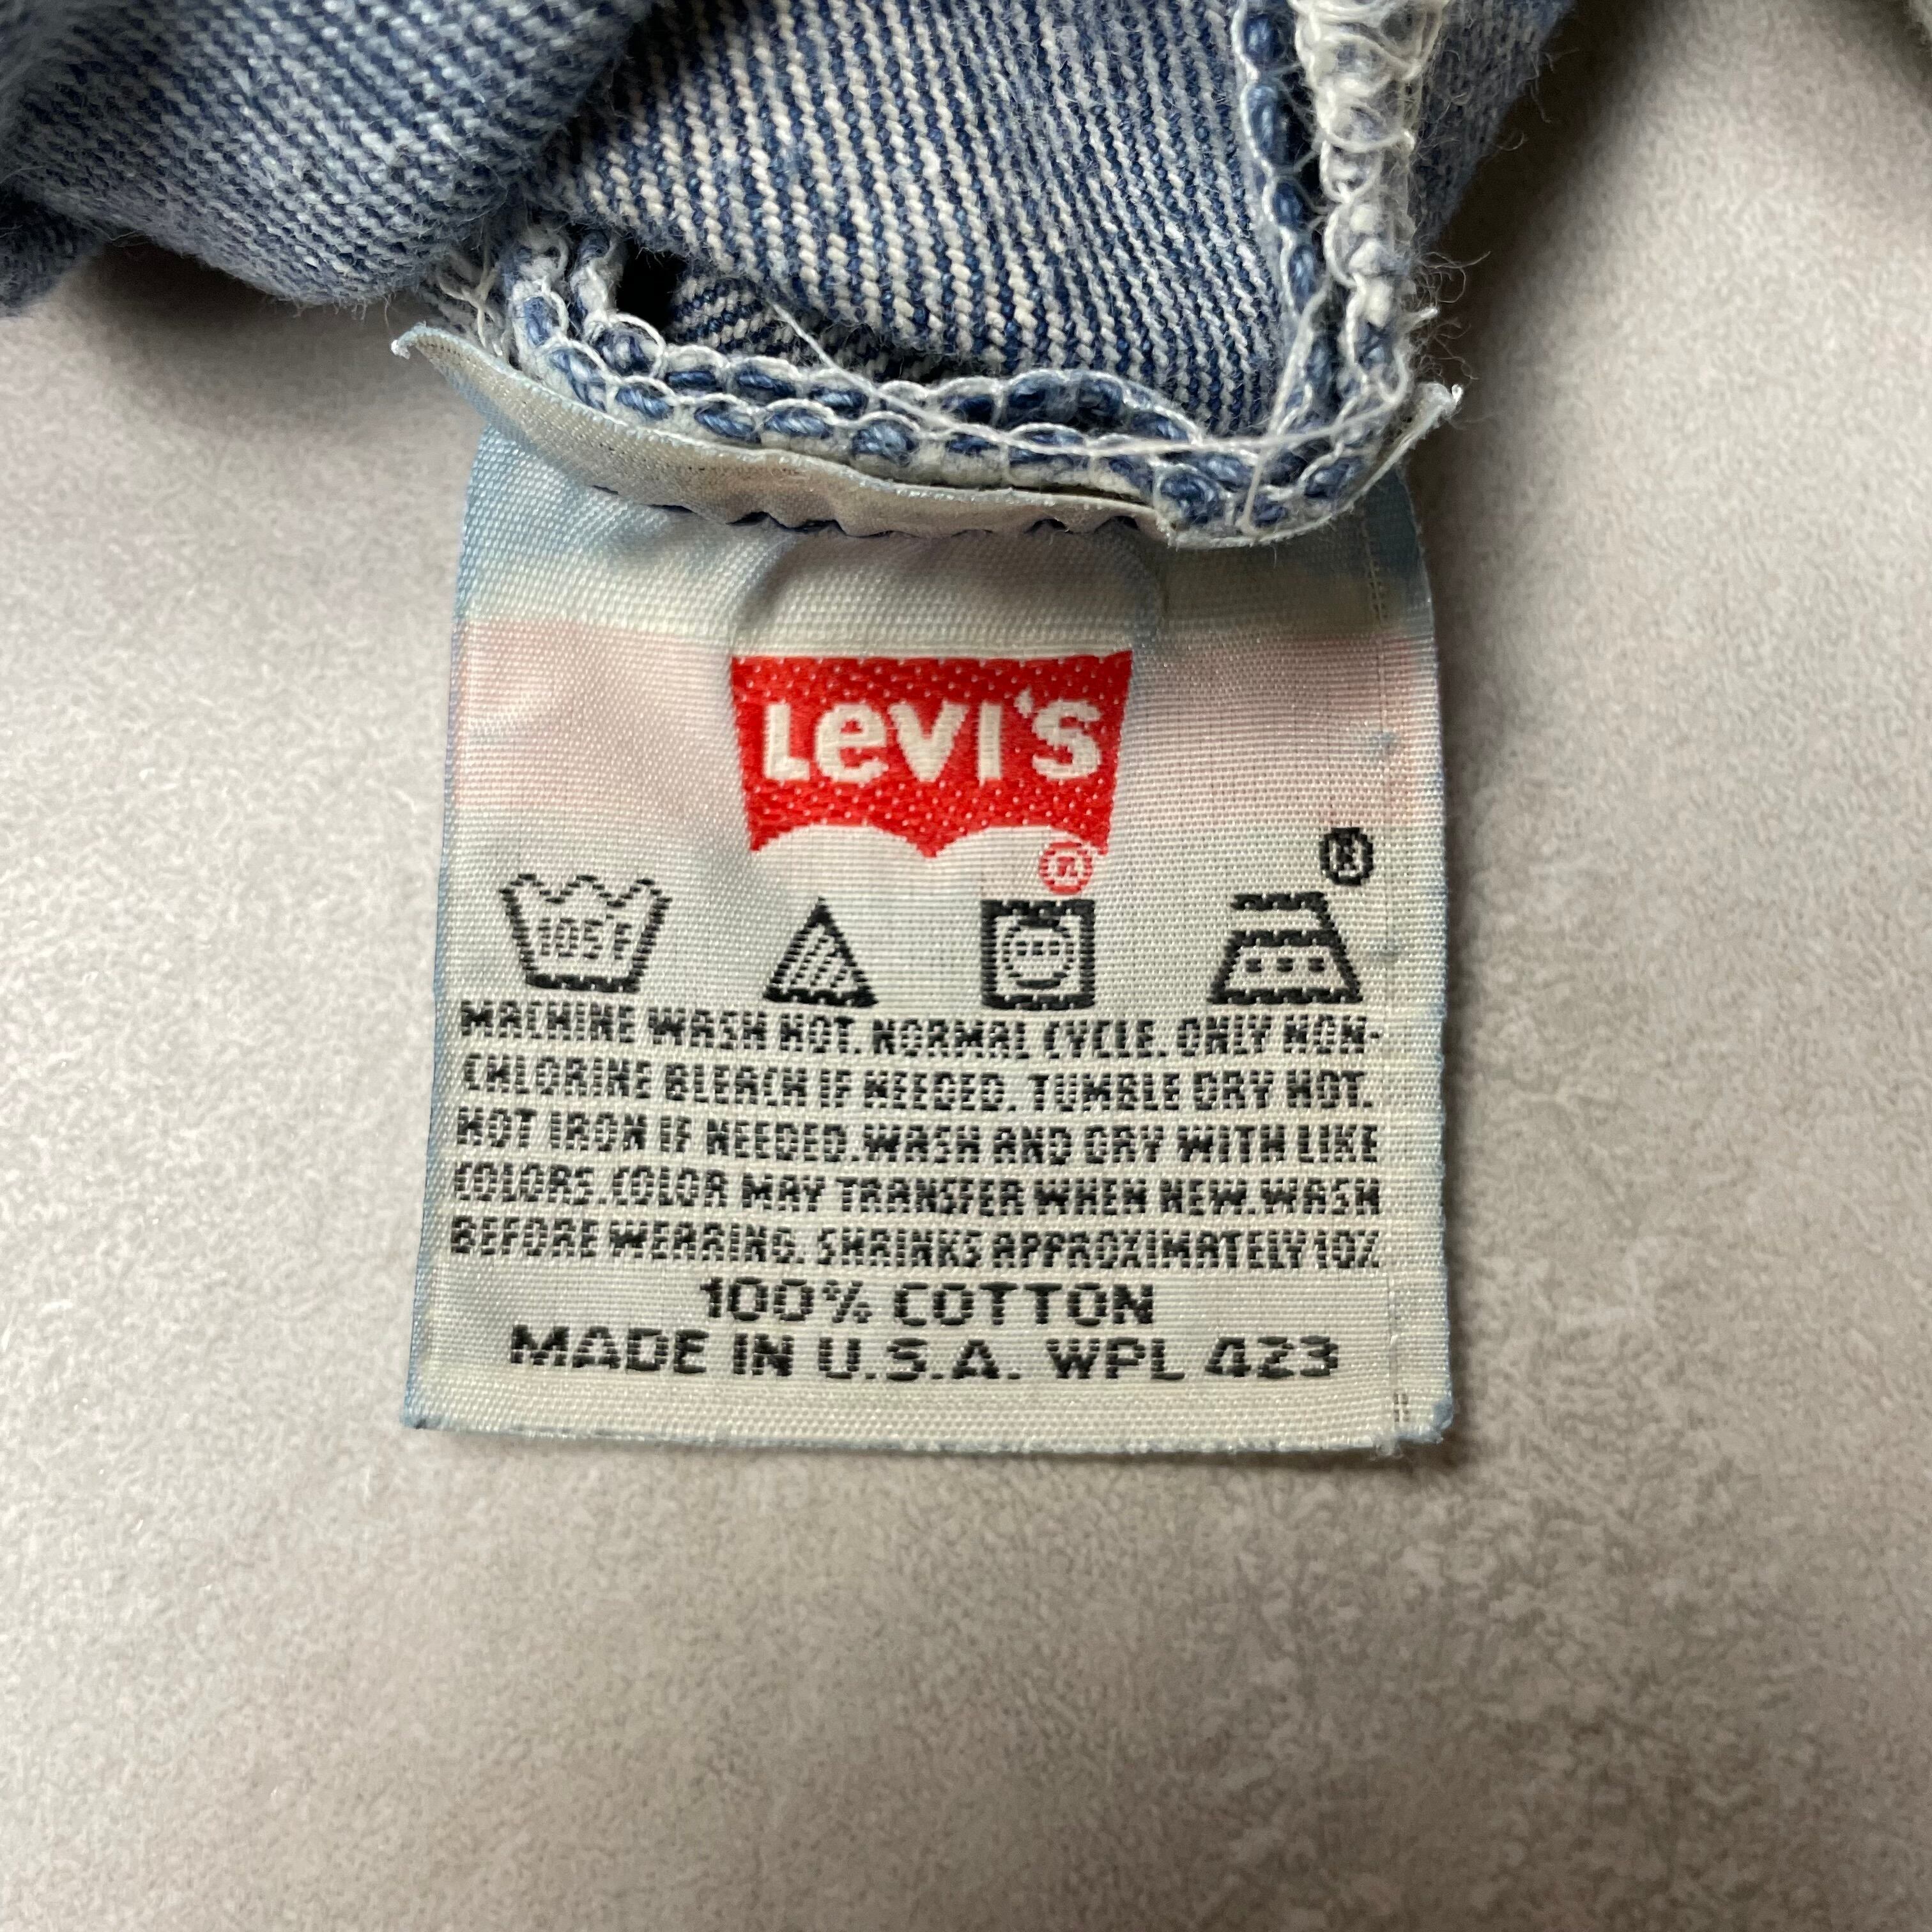 LEVI'S
®
®
105F
MACHINE WASH HOT. NORMAL CYCLE. ONLY NON-
CHLORINE BLEACH IF NEEDED. TUMBLE DRY HOT.
HOT IRON IF NEEDED. WASH AND DRY WITH LIKE
COLORS. COLOR MAY TRANSFER WHEN NEW. WASH
BEFORE WEARING. SHRINKS APPROXIMATELY 10%
100% COTTON
MADE IN U.S.A. WPL 423